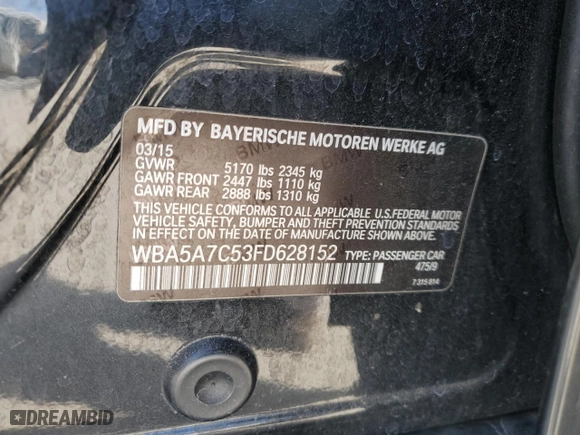 MFD BY BAYERISCHE MOTOREN WERKE AG
03/15
GVWR 5170 lbs 2345 kg
GAWR FRONT 2447 lbs 1110 kg
GAWR REAR 2888 lbs 1310 kg
THIS VEHICLE CONFORMS TO ALL APPLICABLE U.S.FEDERAL MOTOR
VEHICLE SAFETY, BUMPER AND THEFT PREVENTION STANDARDS
IN EFFECT ON THE DATE OF MANUFACTURE SHOWN ABOVE.
WBA5A7C53FD628152 TYPE: PASSENGER CAR
475/9
7 315 814
DREAMBID